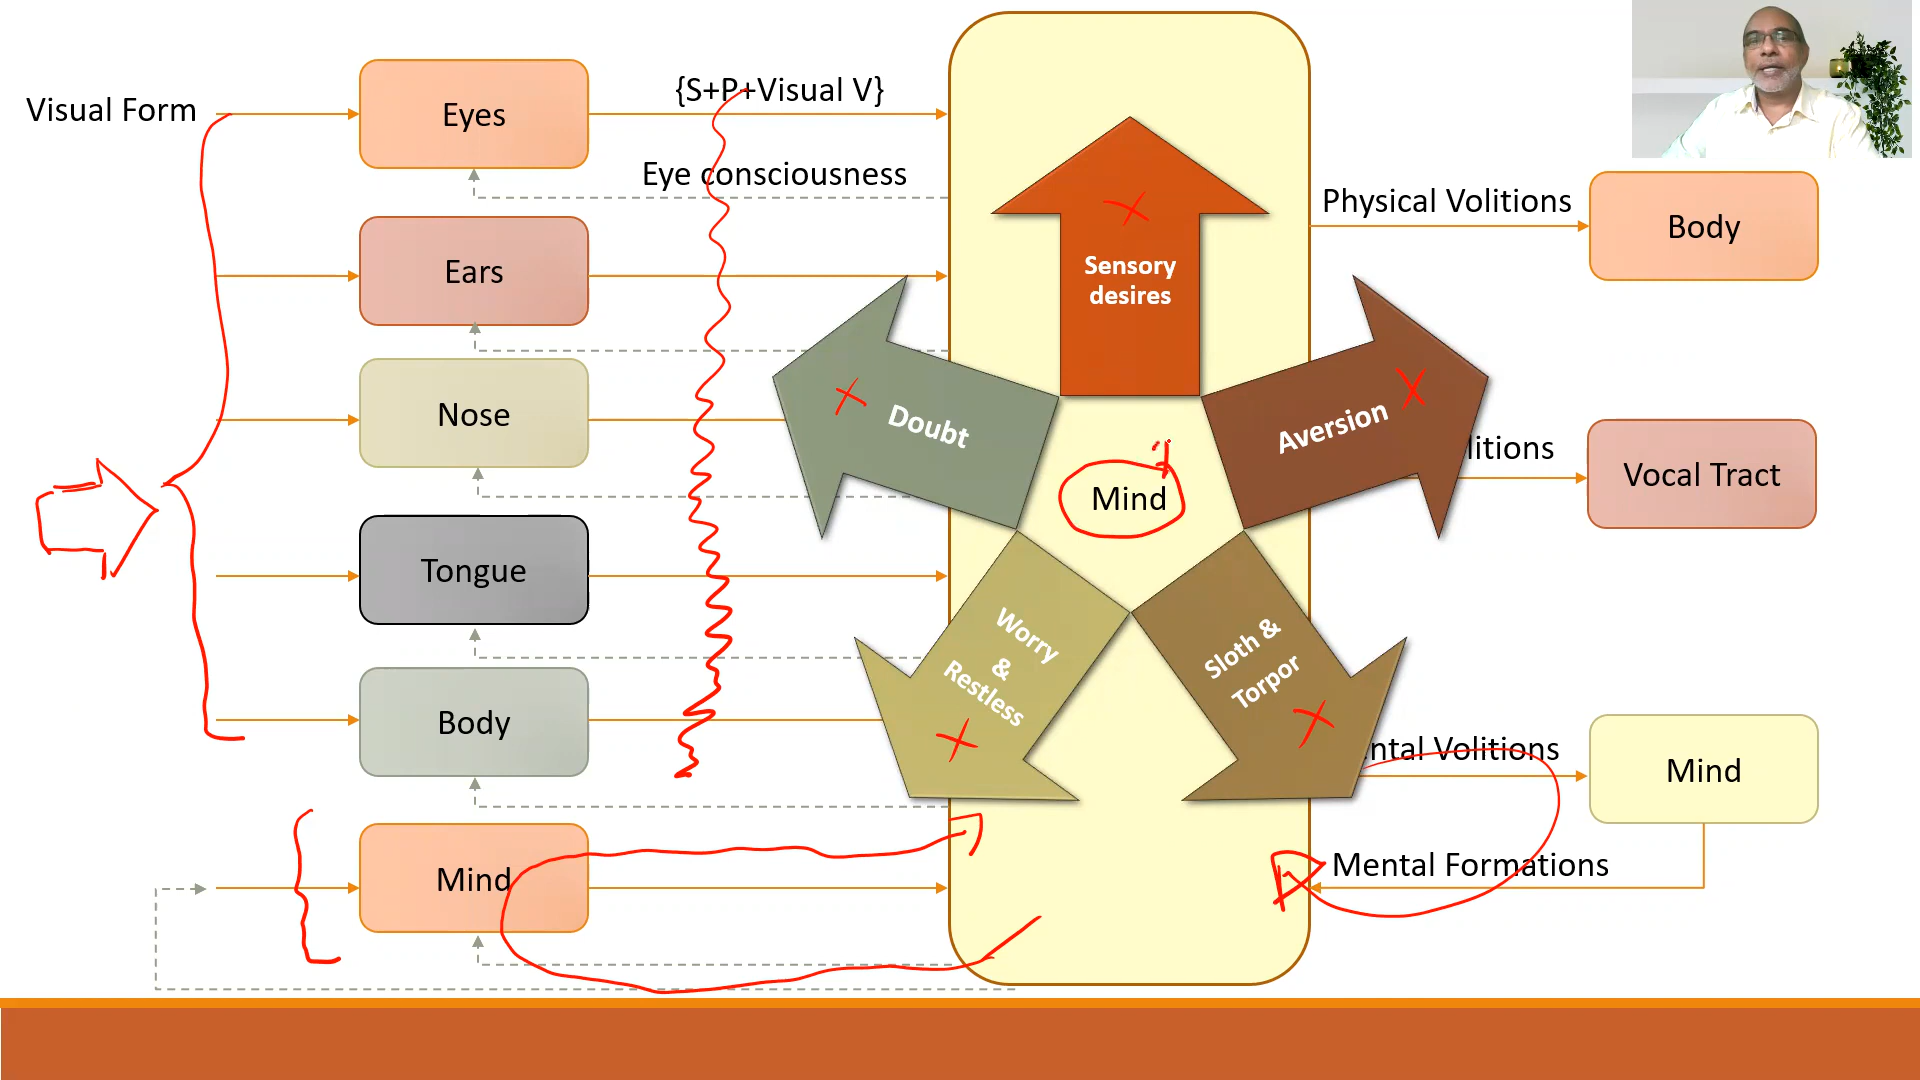 Visual Form
Eyes
{S+P+Visual V}
Eye consciousness
Ears
Nose
Tongue
Body
Mind
Sensory
desires
Doubt
Aversion
Mind
Worry
&
Restless
Sloth &
Torpor
Physical Volitions
Body
litions
Vocal Tract
ntal Volitions
Mind
Mental Formations